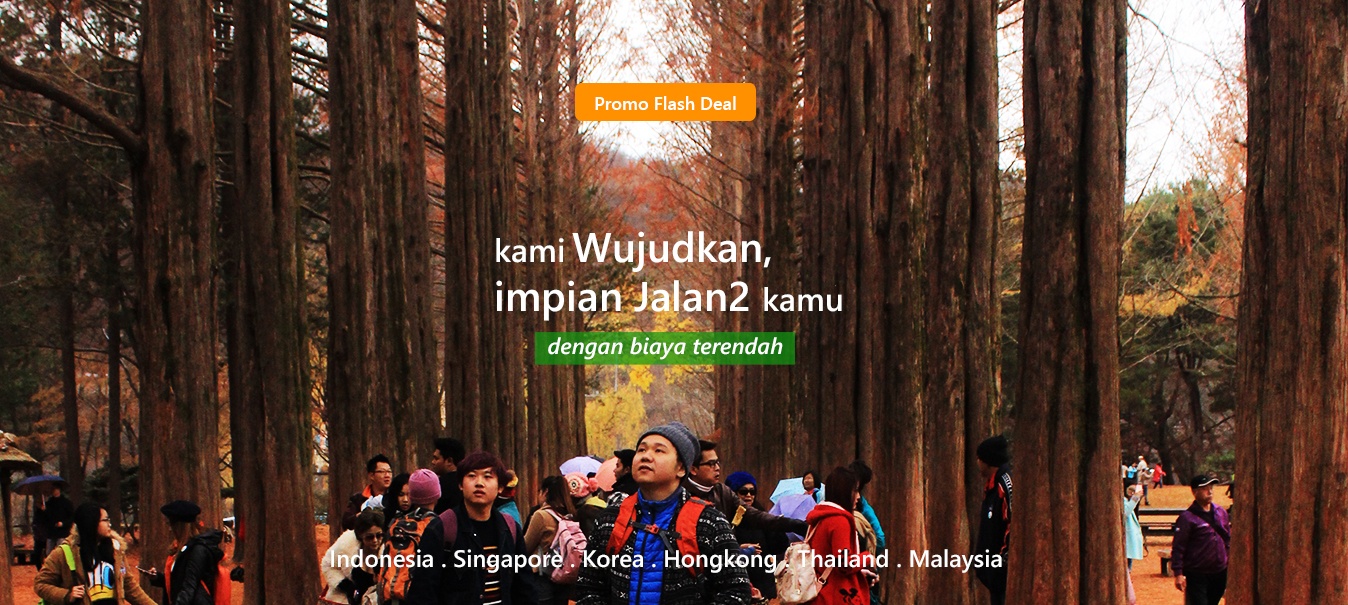 Promo Flash Deal
kami Wujudkan,
impian Jalan2 kamu
dengan biaya terendah
Indonesia . Singapore . Korea . Hongkong . Thailand . Malaysia